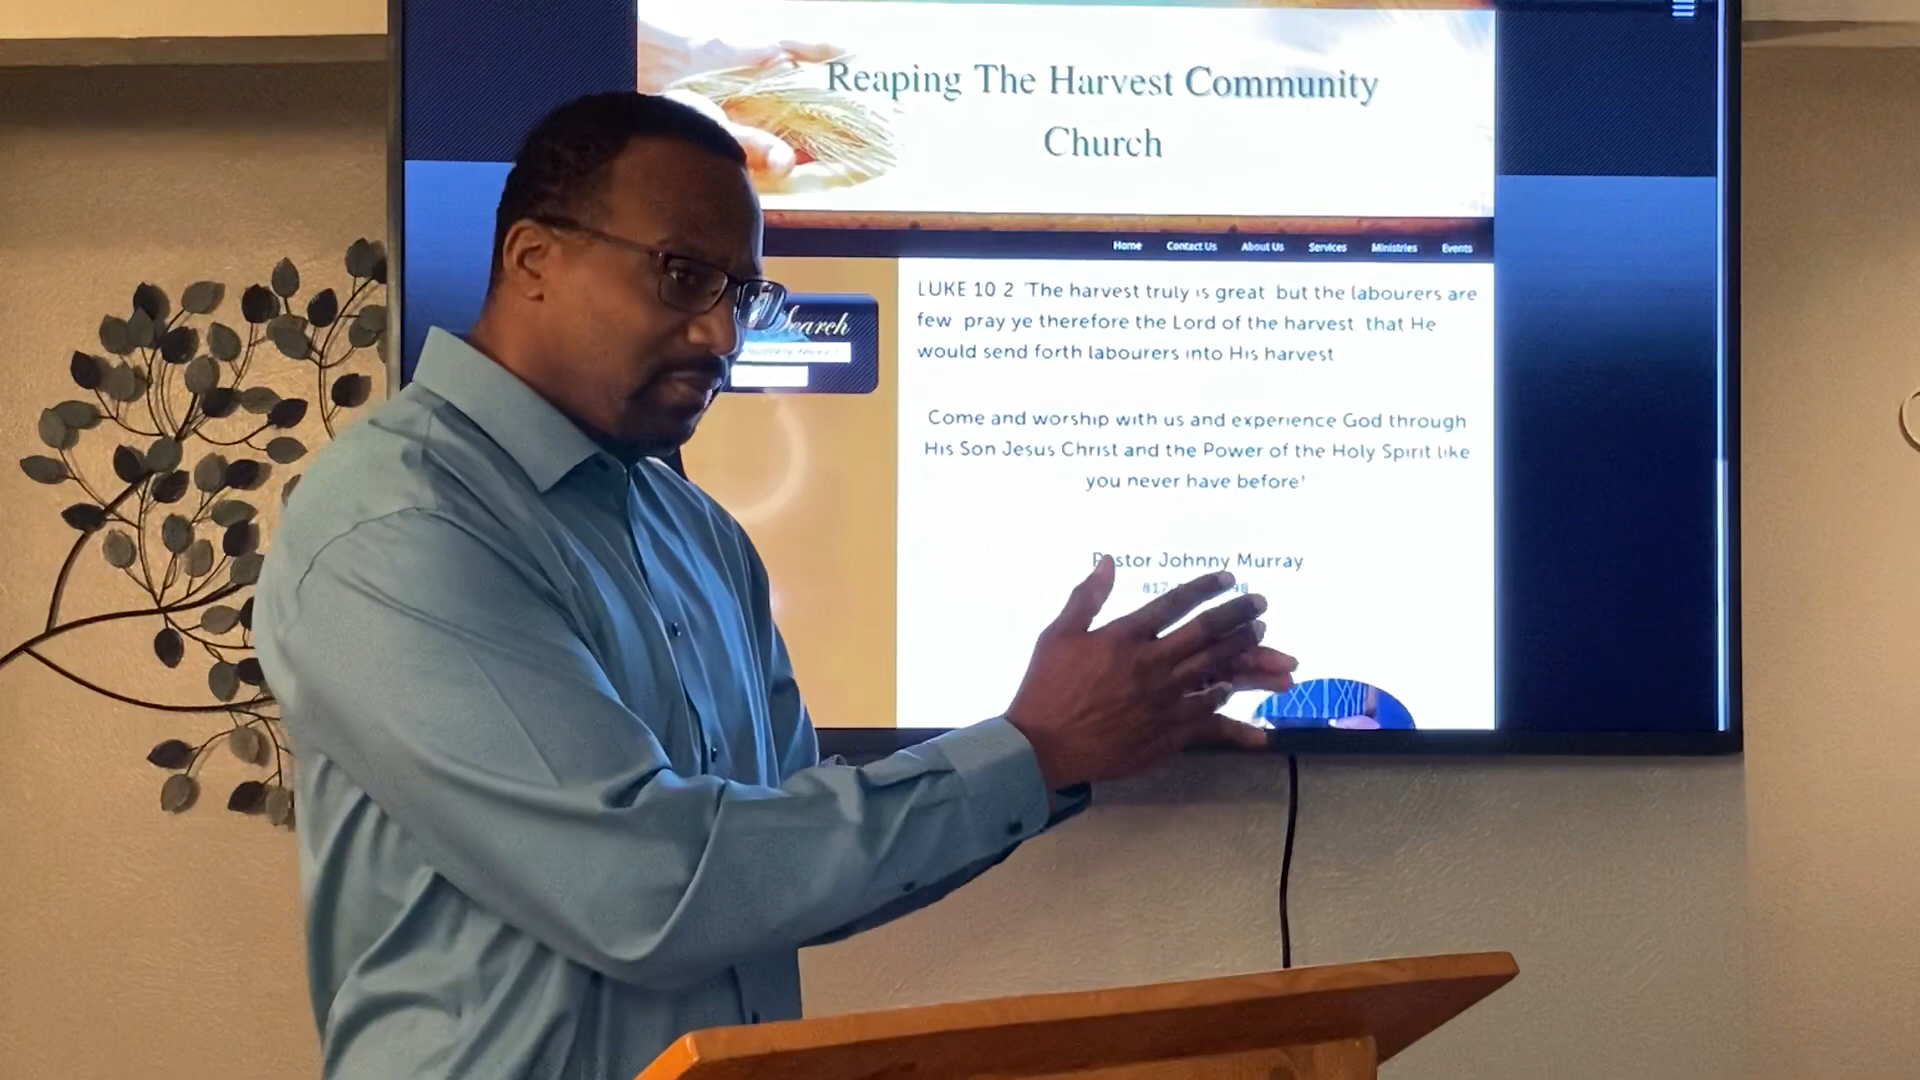 Reaping The Harvest Community
Church
Home Contact Us About Us Services Ministries Events
Search
LUKE 10 2 "The harvest truly is great but the labourers are
few pray ye therefore the Lord of the harvest that He
would send forth labourers into His harvest
Come and worship with us and experience God through
His Son Jesus Christ and the Power of the Holy Spirit like
you never have before!
Pastor Johnny Murray
817